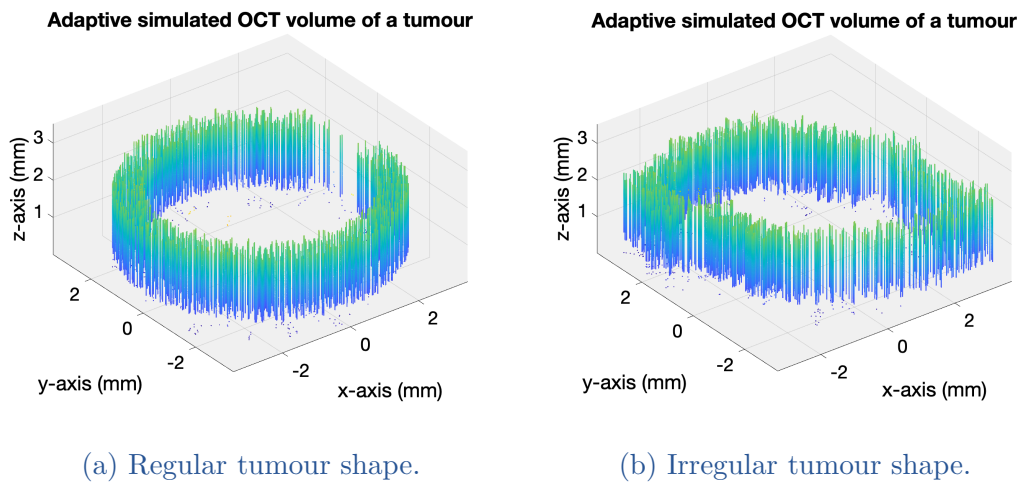 Adaptive simulated OCT volume of a tumour
3
2
1
z-axis (mm)
2
0
-2
y-axis (mm)
-2
0
2
x-axis (mm)
(a) Regular tumour shape.
Adaptive simulated OCT volume of a tumour
3
2
1
z-axis (mm)
2
0
-2
y-axis (mm)
-2
0
2
x-axis (mm)
(b) Irregular tumour shape.